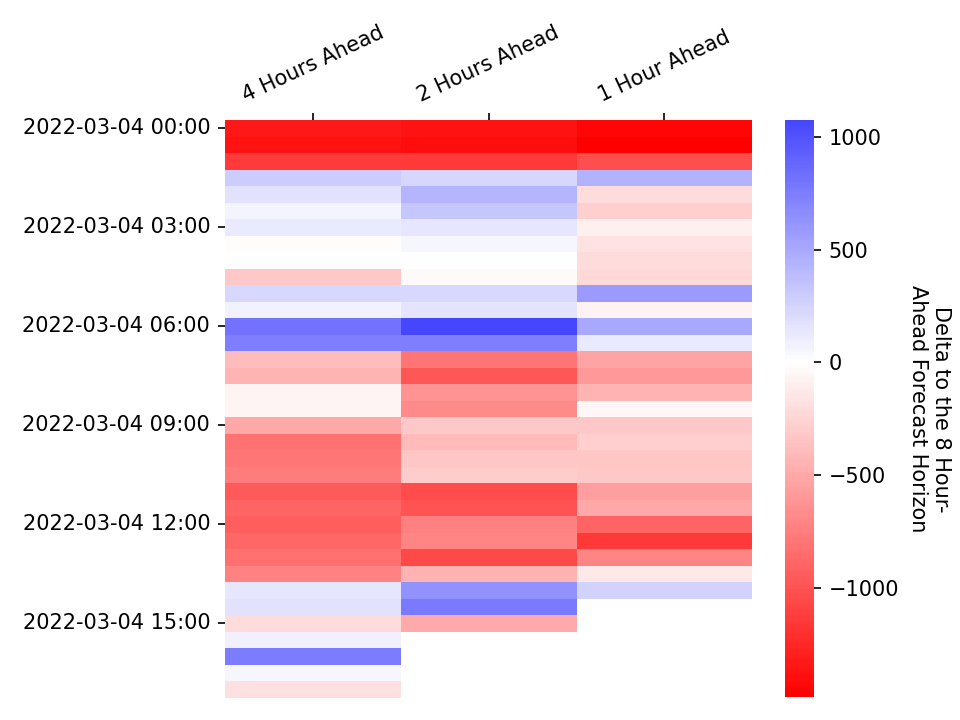 4 Hours Ahead
2 Hours Ahead
1 Hour Ahead
2022-03-04 00:00
2022-03-04 03:00
2022-03-04 06:00
2022-03-04 09:00
2022-03-04 12:00
2022-03-04 15:00
1000
500
0
−500
−1000
Delta to the 8 Hour-
Ahead Forecast Horizon